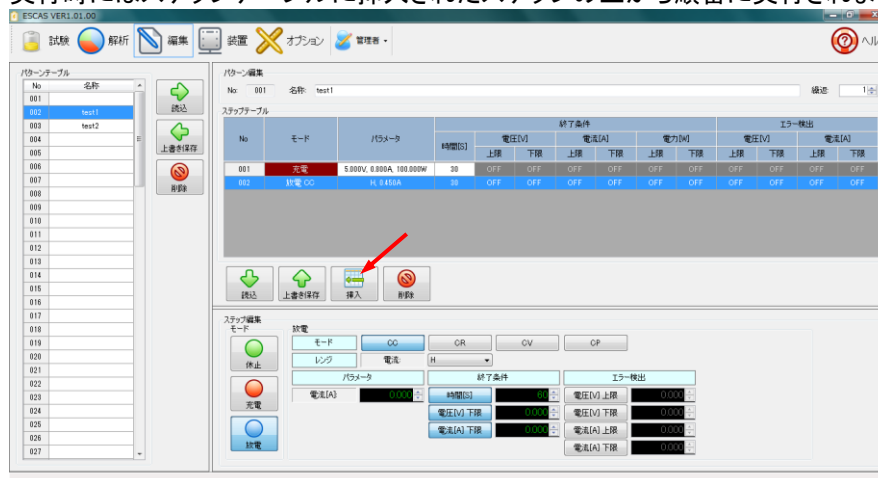 ESCAS VER1.01.00
試験 解析 編集 装置 オプション 管理者
パターンテーブル
No 名称
001
002 test1
003 test2
004
005
006
007
008
009
010
011
012
013
014
015
016
017
018
019
020
021
022
023
024
025
026
027
読込
上書き保存
削除
パターン編集
No: 001 名称: test1 繰返: 1
ステップテーブル
No モード パラメータ 時間[S] 終了条件 エラー検出
電圧[V] 電流[A] 電力[W] 電圧[V] 電流[A]
上限 下限 上限 下限 上限 下限 上限 下限 上限 下限
001 充電 5.000V, 0.800A, 100.000W 30 OFF OFF OFF OFF OFF OFF OFF OFF OFF OFF
002 放電 CC H, 0.450A 30 OFF OFF OFF OFF OFF OFF OFF OFF OFF OFF
読込 上書き保存 挿入 削除
ステップ編集
モード
休止
充電
放電
放電
モード CC CR CV CP
レンジ 電流: H
パラメータ 終了条件 エラー検出
電流[A] 0.000 時間[S] 60 電圧[V] 上限 0.000
電圧[V] 下限 0.000 電圧[V] 下限 0.000
電流[A] 下限 0.000 電流[A] 上限 0.000
電流[A] 下限 0.000